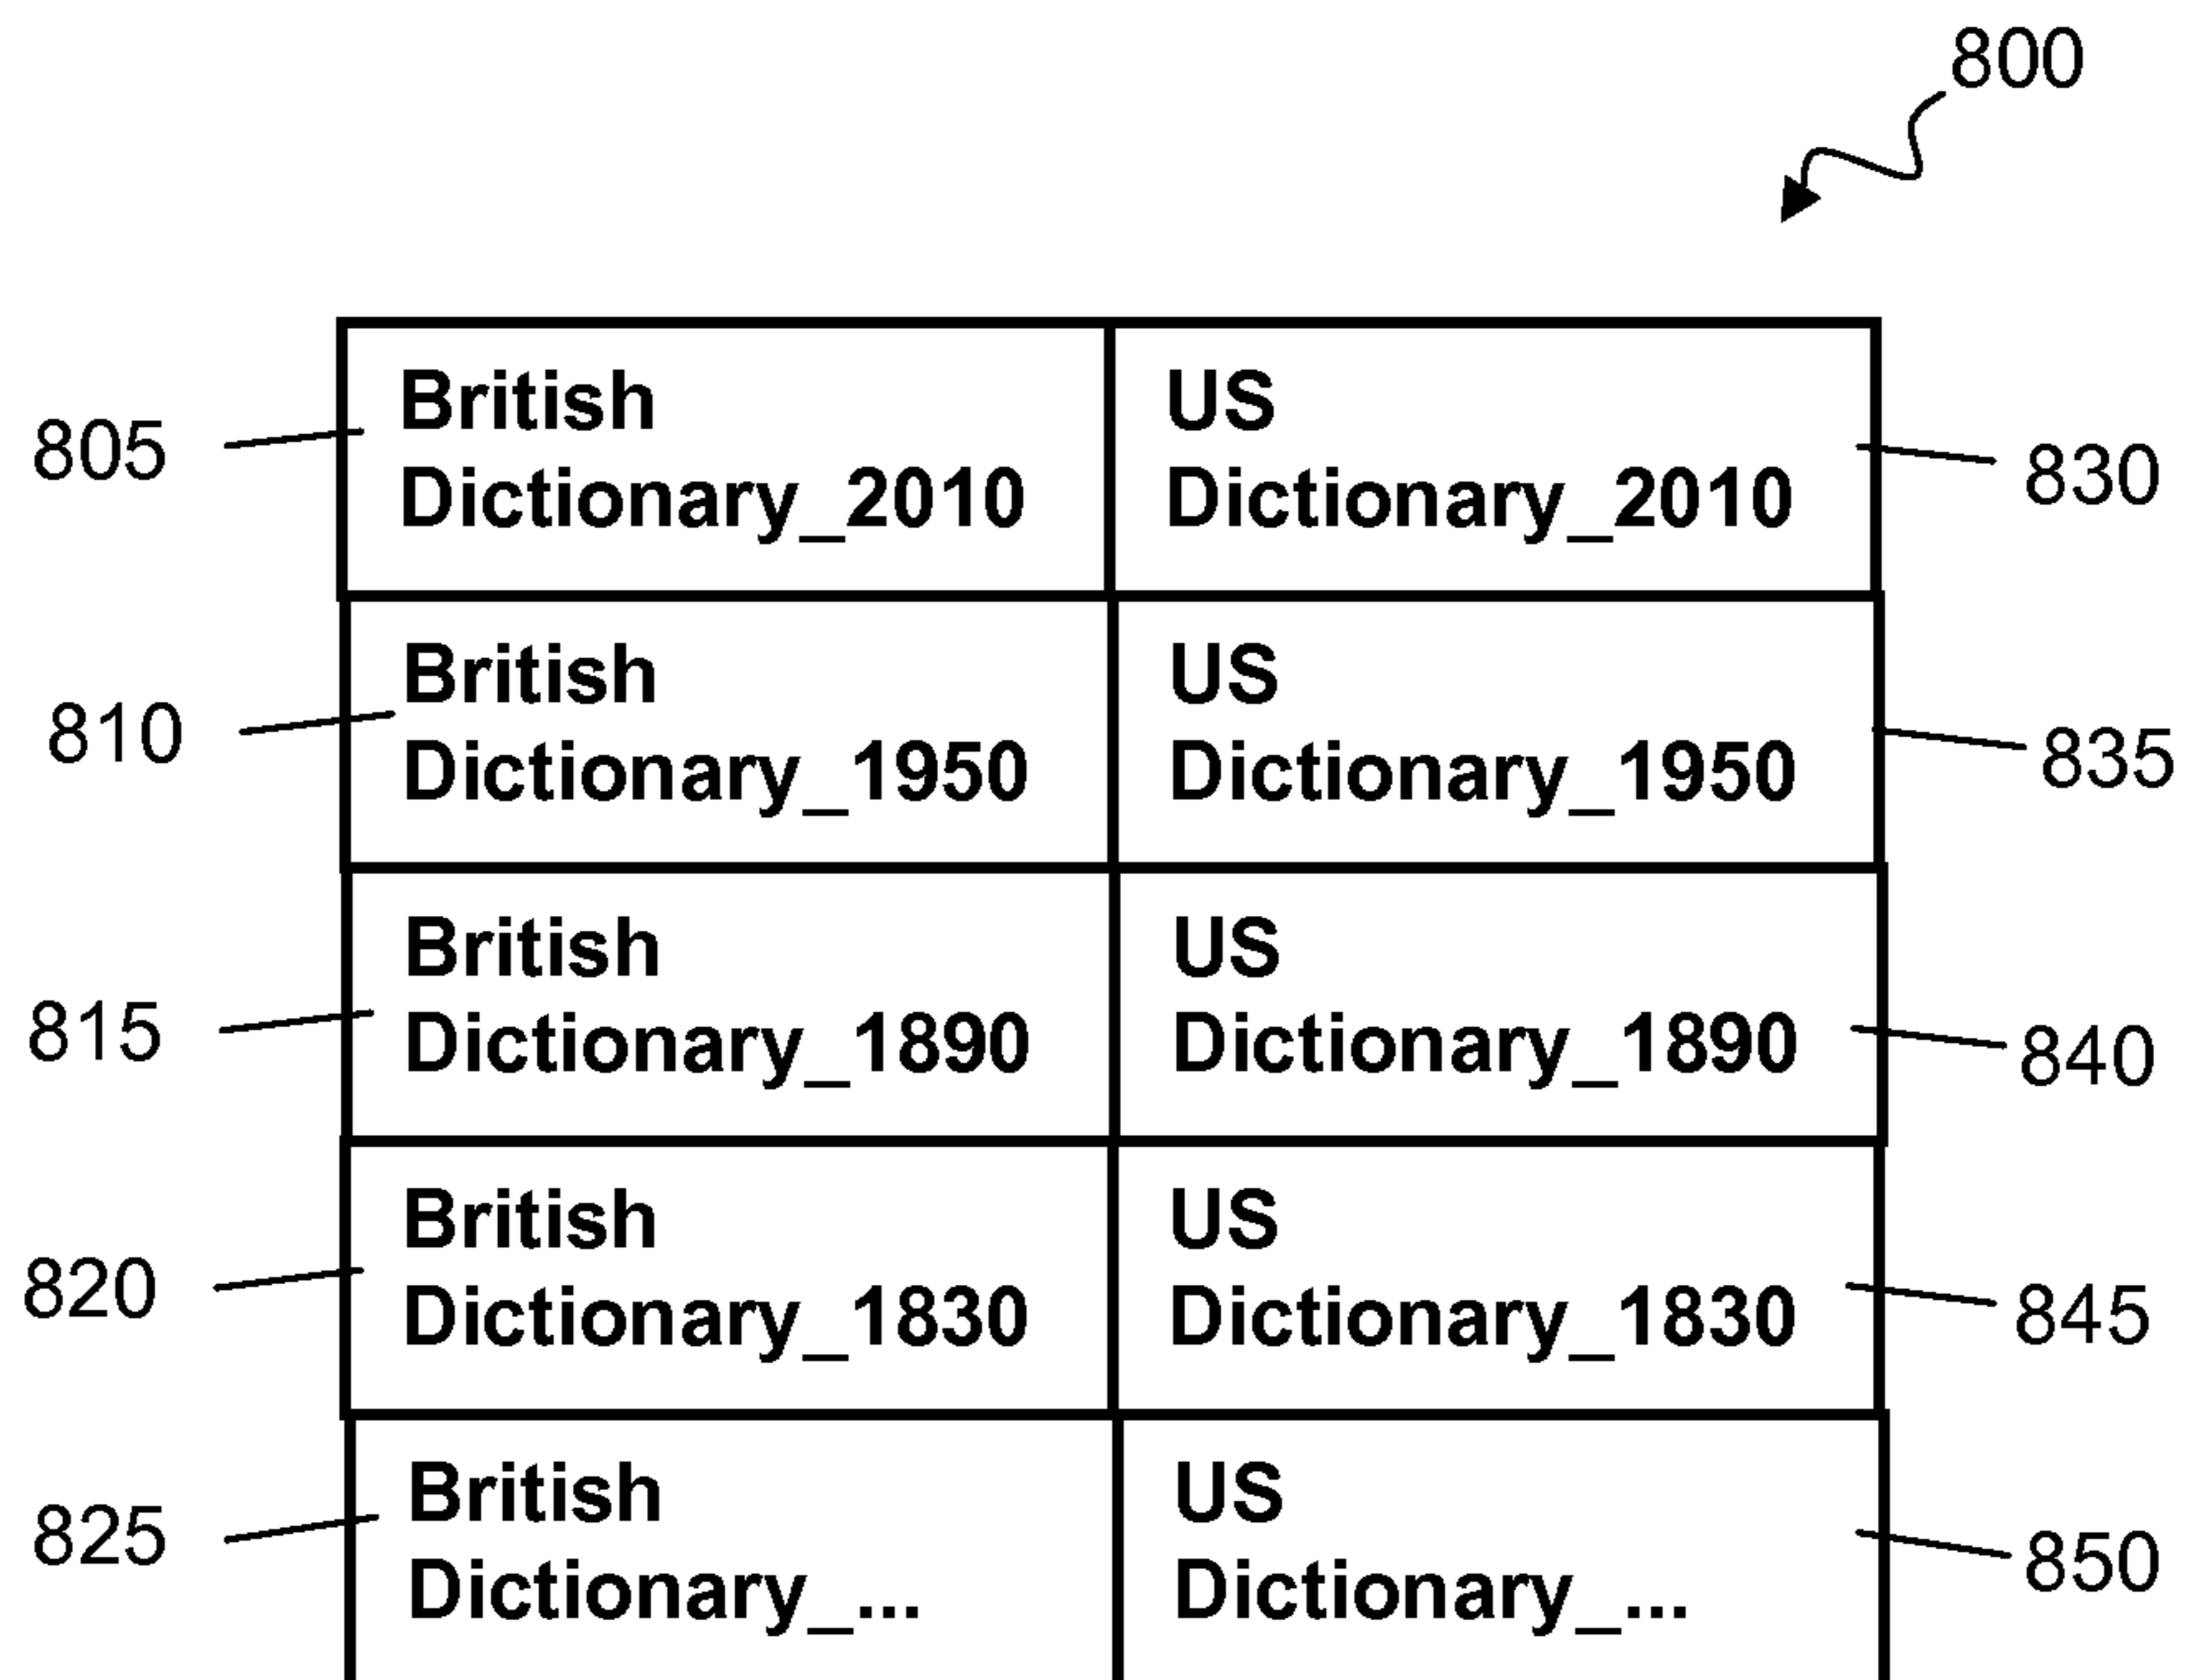 800
805
British
Dictionary_2010
US
Dictionary_2010
830
810
British
Dictionary_1950
US
Dictionary_1950
835
815
British
Dictionary_1890
US
Dictionary_1890
840
820
British
Dictionary_1830
US
Dictionary_1830
845
825
British
Dictionary_...
US
Dictionary_...
850